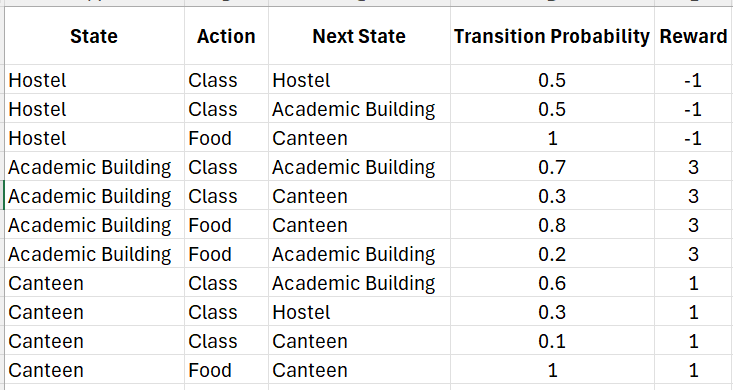 State Action Next State Transition Probability Reward
Hostel Class Hostel 0.5 -1
Hostel Class Academic Building 0.5 -1
Hostel Food Canteen 1 -1
Academic Building Class Academic Building 0.7 3
Academic Building Class Canteen 0.3 3
Academic Building Food Canteen 0.8 3
Academic Building Food Academic Building 0.2 3
Canteen Class Academic Building 0.6 1
Canteen Class Hostel 0.3 1
Canteen Class Canteen 0.1 1
Canteen Food Canteen 1 1